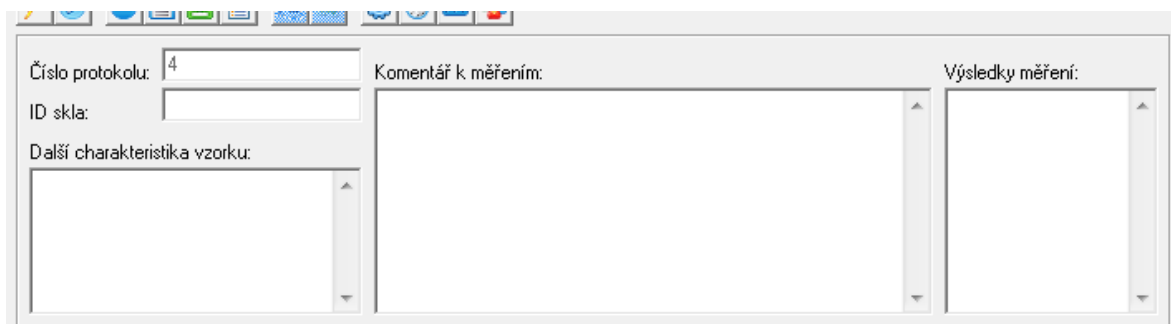 Číslo protokolu: 4
ID skla:
Další charakteristika vzorku:
Komentář k měřením:
Výsledky měření: